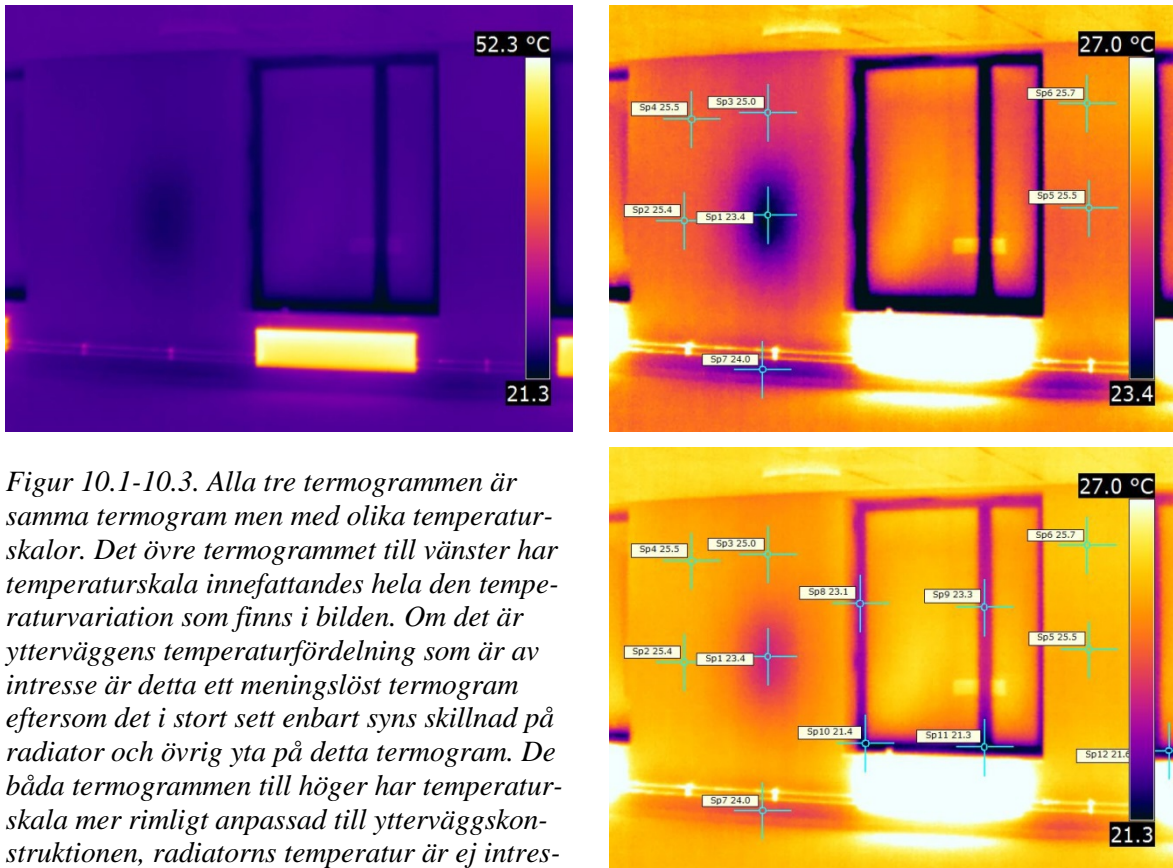 52.3 °C
21.3
27.0 °C
Sp4 25.5
Sp3 25.0
Sp6 25.7
Sp2 25.4
Sp1 23.4
Sp5 25.5
Sp7 24.0
23.4
Figur 10.1-10.3. Alla tre termogrammen är
samma termogram men med olika temperatur-
skalor. Det övre termogrammet till vänster har
temperaturskala innefattandes hela den tempe-
raturvariation som finns i bilden. Om det är
ytterväggens temperaturfördelning som är av
intresse är detta ett meningslöst termogram
eftersom det i stort sett enbart syns skillnad på
radiator och övrig yta på detta termogram. De
båda termogrammen till höger har temperatur-
skala mer rimligt anpassad till ytterväggskon-
struktionen, radiatorns temperatur är ej intres-
27.0 °C
Sp4 25.5
Sp3 25.0
Sp6 25.7
Sp8 23.1
Sp9 23.3
Sp2 25.4
Sp1 23.4
Sp5 25.5
Sp10 21.4
Sp11 21.3
Sp12 21.6
Sp7 24.0
21.3